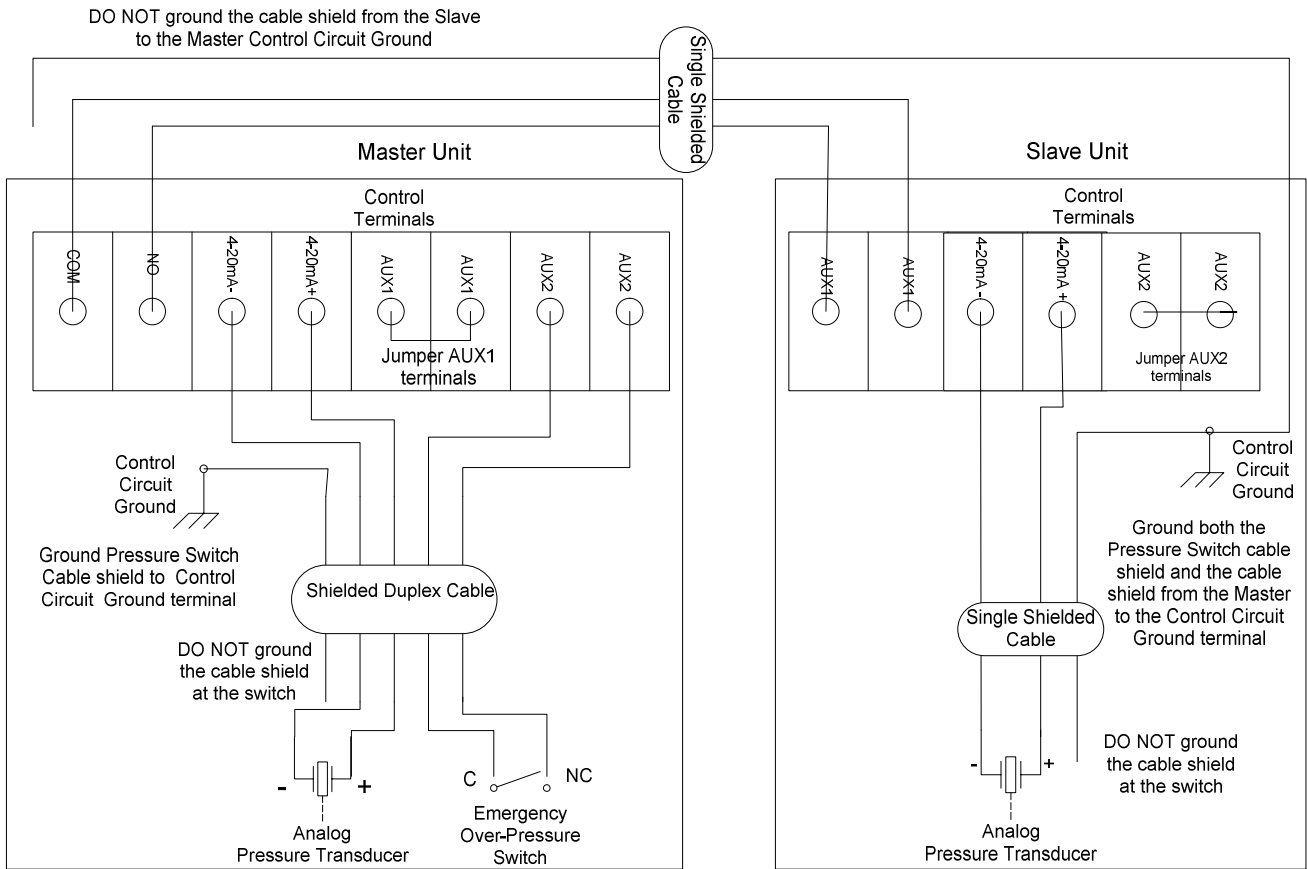 DO NOT ground the cable shield from the Slave
to the Master Control Circuit Ground
Single Shielded
Cable
Master Unit
Control
Terminals
COM
NO
4-20mA-
4-20mA+
AUX1
AUX1
AUX2
AUX2
Jumper AUX1
terminals
Control
Circuit
Ground
Ground Pressure Switch
Cable shield to Control
Circuit Ground terminal
Shielded Duplex Cable
DO NOT ground
the cable shield
at the switch
- +
Analog
Pressure Transducer
C
NC
Emergency
Over-Pressure
Switch
Slave Unit
Control
Terminals
AUX1
AUX1
4-20mA -
4-20mA +
AUX2
AUX2
Jumper AUX2
terminals
Control
Circuit
Ground
Ground both the
Pressure Switch cable
shield and the cable
shield from the Master
to the Control Circuit
Ground terminal
Single Shielded
Cable
DO NOT ground
the cable shield
at the switch
- +
Analog
Pressure Transducer